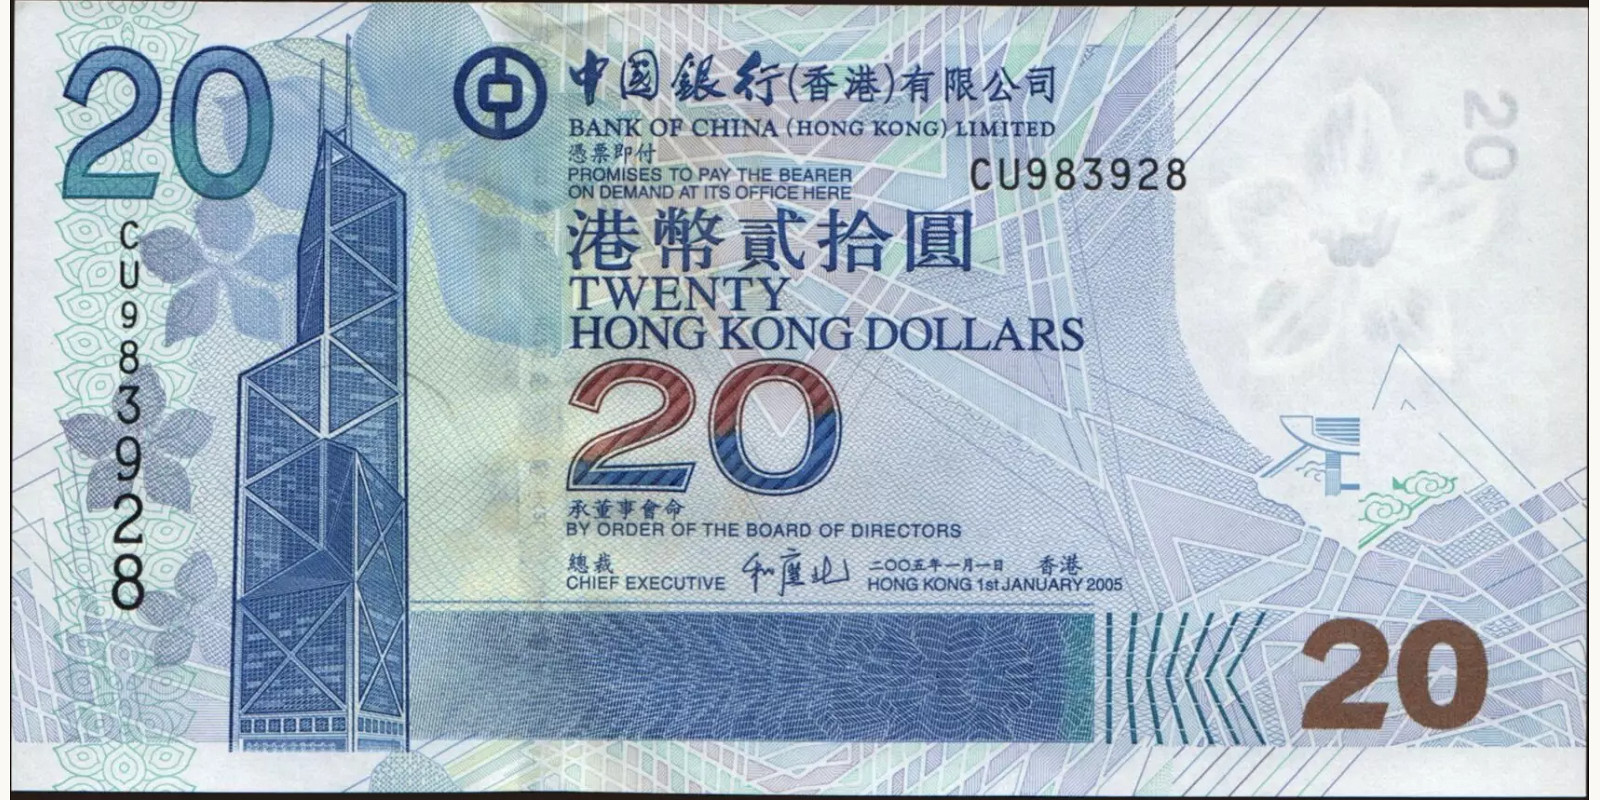 20
中國銀行(香港)有限公司
BANK OF CHINA (HONG KONG) LIMITED
憑票即付
PROMISES TO PAY THE BEARER
ON DEMAND AT ITS OFFICE HERE
CU983928
20
港幣貳拾圓
TWENTY
HONG KONG DOLLARS
CU983928
20
承董事會命
BY ORDER OF THE BOARD OF DIRECTORS
總裁
CHIEF EXECUTIVE
和廣北
二〇〇五年一月一日 香港
HONG KONG 1st JANUARY 2005
20